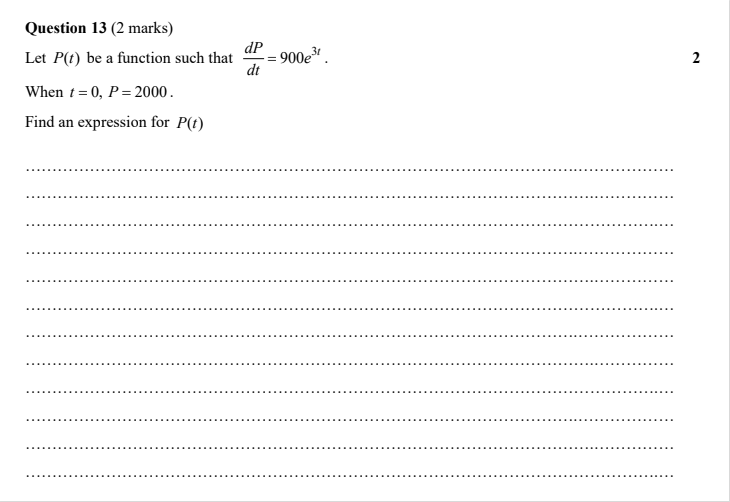 Question 13 (2 marks)
Let P(t) be a function such that dP/dt = 900e^{3t}. 2
When t = 0, P = 2000.
Find an expression for P(t)